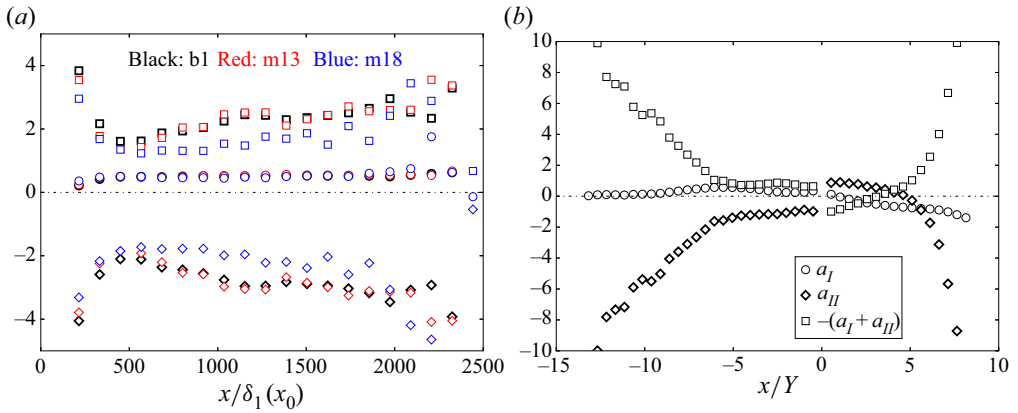 (a)
(b)
Black: b1 Red: m13 Blue: m18
4
2
0
−2
−4
0 500 1000 1500 2000 2500
x/δ1(x0)
10
8
6
4
2
0
−2
−4
−6
−8
−10
−15 −10 −5 0 5 10 15
x/Y
aI
aII
−(aI + aII)